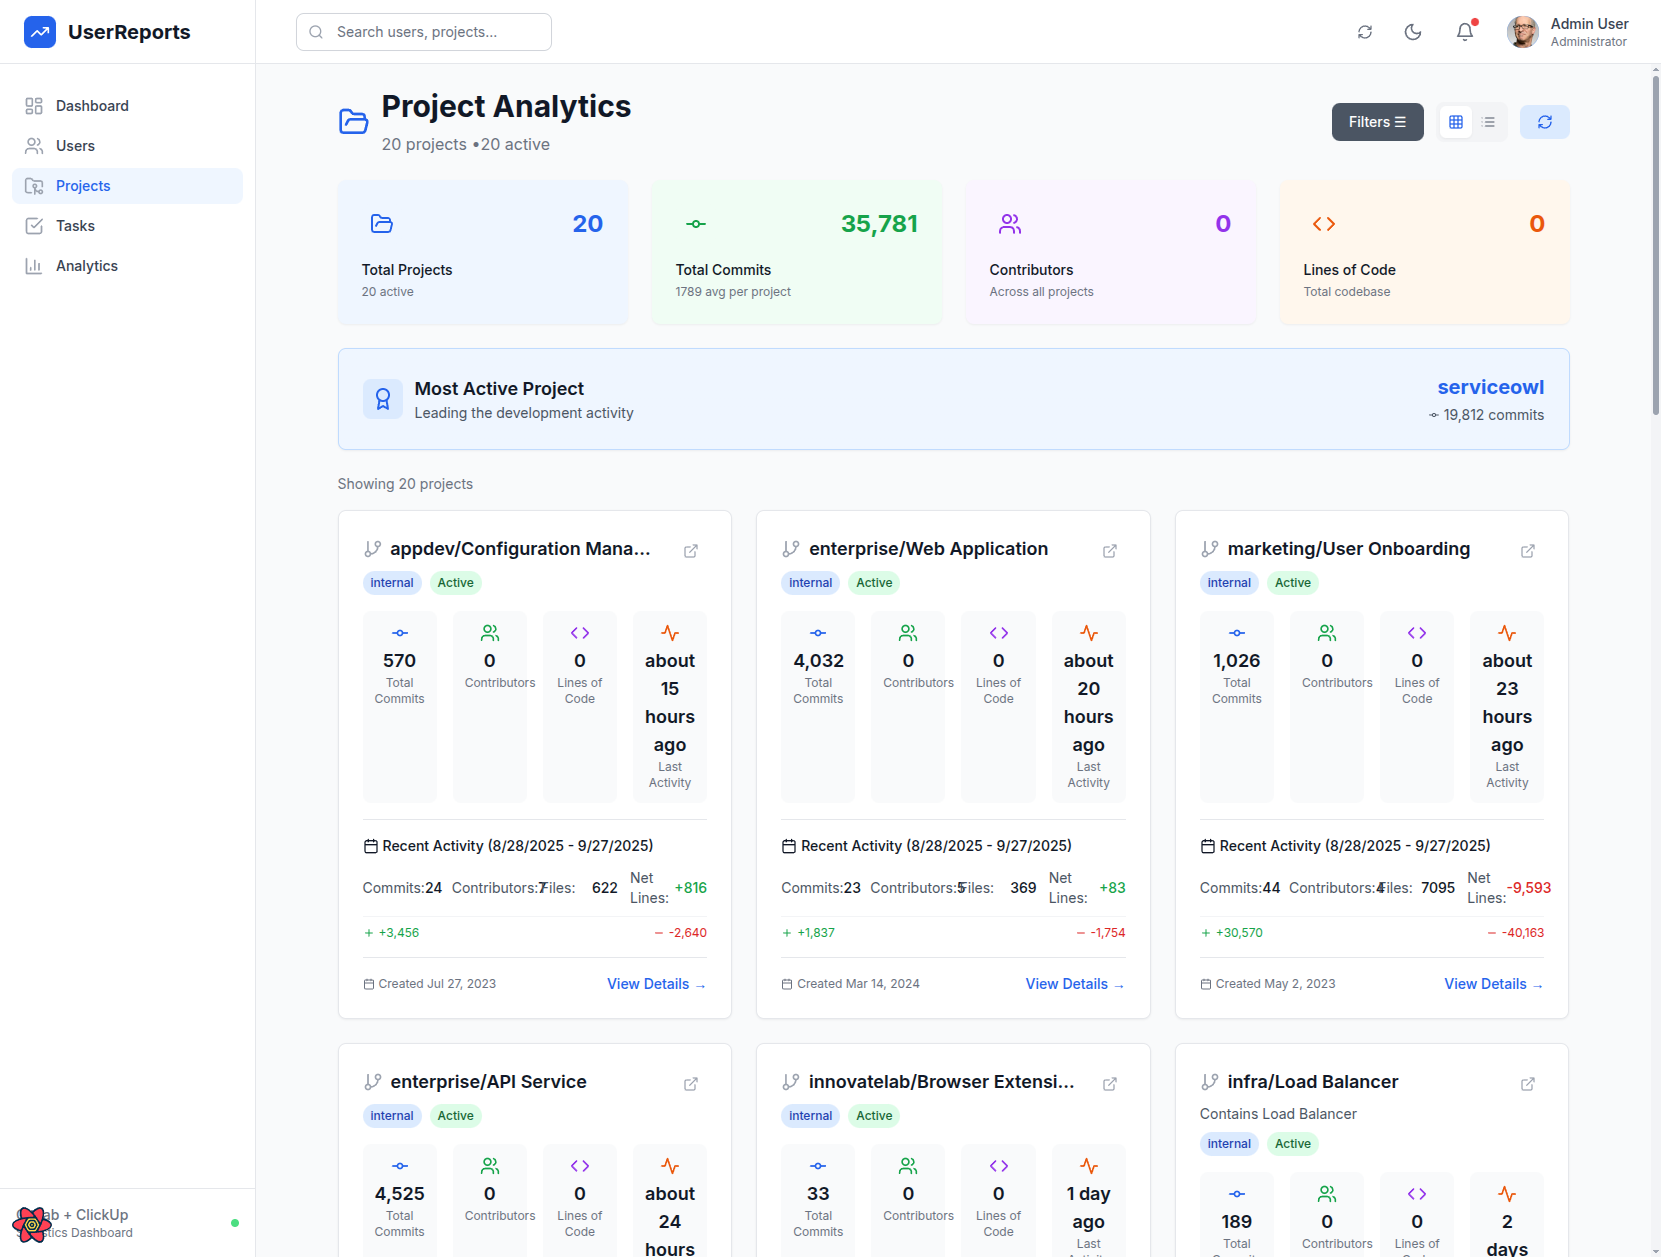 UserReports
Search users, projects...
Admin User
Administrator
Dashboard
Users
Projects
Tasks
Analytics
Project Analytics
20 projects •20 active
Filters ☰
20
Total Projects
20 active
35,781
Total Commits
1789 avg per project
0
Contributors
Across all projects
0
Lines of Code
Total codebase
Most Active Project
Leading the development activity
serviceowl
19,812 commits
Showing 20 projects
appdev/Configuration Mana...
internal Active
570
Total
Commits
0
Contributors
0
Lines of
Code
about
15
hours
ago
Last
Activity
Recent Activity (8/28/2025 - 9/27/2025)
Commits:24 Contributors:7 Files: 622 Net Lines: +816
+3,456 -2,640
Created Jul 27, 2023 View Details →
enterprise/Web Application
internal Active
4,032
Total
Commits
0
Contributors
0
Lines of
Code
about
20
hours
ago
Last
Activity
Recent Activity (8/28/2025 - 9/27/2025)
Commits:23 Contributors:5 Files: 369 Net Lines: +83
+1,837 -1,754
Created Mar 14, 2024 View Details →
marketing/User Onboarding
internal Active
1,026
Total
Commits
0
Contributors
0
Lines of
Code
about
23
hours
ago
Last
Activity
Recent Activity (8/28/2025 - 9/27/2025)
Commits:44 Contributors:4 Files: 7095 Net Lines: -9,593
+30,570 -40,163
Created May 2, 2023 View Details →
enterprise/API Service
internal Active
4,525
Total
Commits
0
Contributors
0
Lines of
Code
about
24
hours
innovatelab/Browser Extensi...
internal Active
33
Total
Commits
0
Contributors
0
Lines of
Code
1 day
ago
Last
infra/Load Balancer
Contains Load Balancer
internal Active
189
Total
0
Contributors
0
Lines of
2
days
+ ClickUp
Dashboard